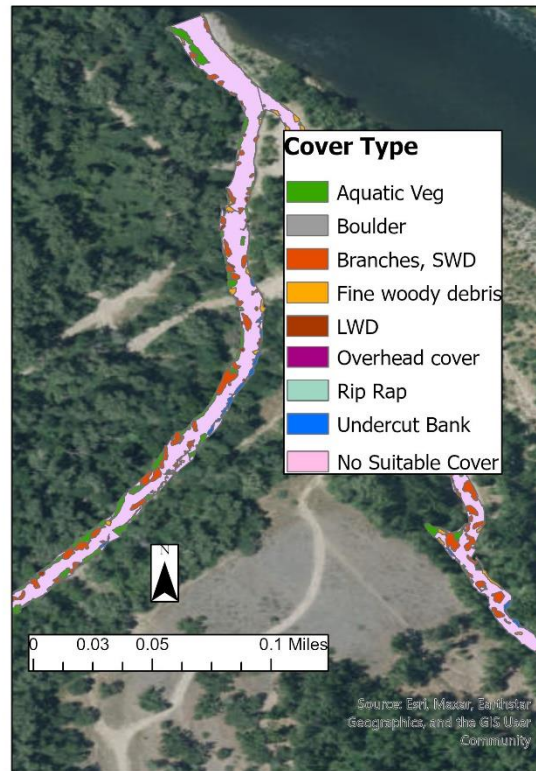 Cover Type
Aquatic Veg
Boulder
Branches, SWD
Fine woody debris
LWD
Overhead cover
Rip Rap
Undercut Bank
No Suitable Cover
N
0 0.03 0.05 0.1 Miles
Source: Esri, Maxar, Earthstar
Geographics, and the GIS User
Community